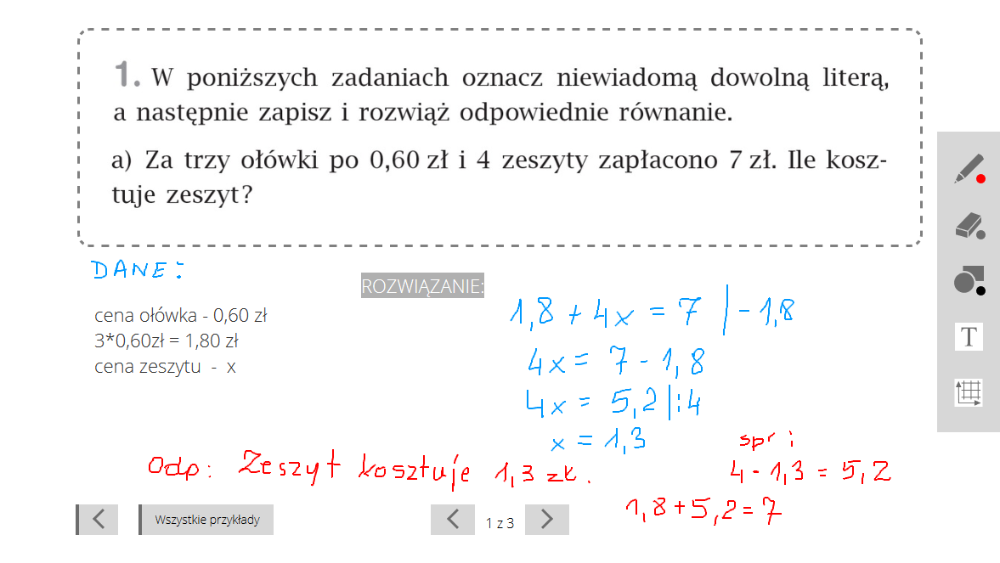 1. W poniższych zadaniach oznacz niewiadomą dowolną literą,
a następnie zapisz i rozwiąż odpowiednie równanie.
a) Za trzy ołówki po 0,60 zł i 4 zeszyty zapłacono 7 zł. Ile kosz-
tuje zeszyt?
DANE:
cena ołówka - 0,60 zł
3*0,60zł = 1,80 zł
cena zeszytu - x
ROZWIĄZANIE:
1,8 + 4x = 7 | - 1,8
4x = 7 - 1,8
4x = 5,2 |:4
x = 1,3
Odp: Zeszyt kosztuje 1,3 zł.
spr:
4 - 1,3 = 5,2
1,8 + 5,2 = 7
Wszystkie przykłady
1 z 3
T